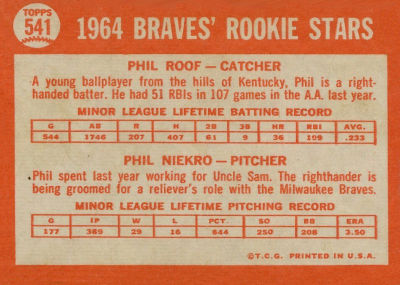 TOPPS
541
1964 BRAVES' ROOKIE STARS
PHIL ROOF—CATCHER
A young ballplayer from the hills of Kentucky, Phil is a right-
handed batter. He had 51 RBIs in 107 games in the A.A. last year.
MINOR LEAGUE LIFETIME BATTING RECORD
G AB R H 2B 3B HR RBI AVG.
544 1746 207 407 61 9 36 109 .233
PHIL NIEKRO—PITCHER
Phil spent last year working for Uncle Sam. The righthander is
being groomed for a reliever's role with the Milwaukee Braves.
MINOR LEAGUE LIFETIME PITCHING RECORD
G IP W L PCT. SO BB ERA
177 369 29 16 644 250 208 3.50
©T.C.G. PRINTED IN U.S.A.